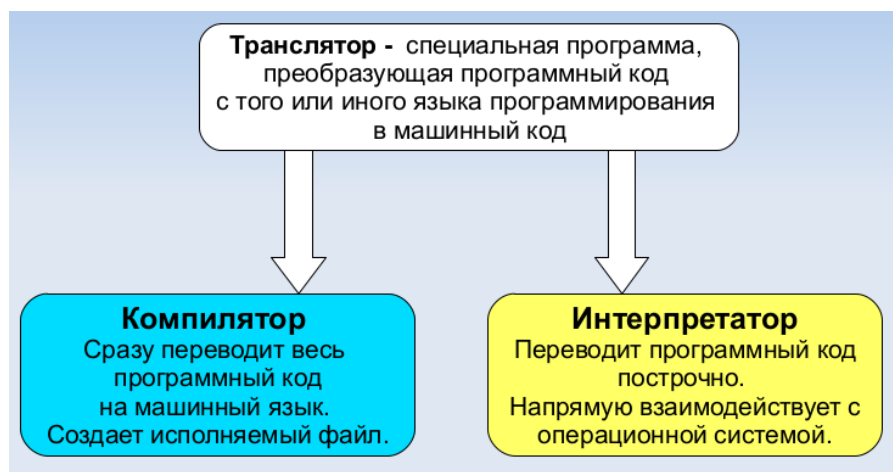 Транслятор - специальная программа,
преобразующая программный код
с того или иного языка программирования
в машинный код
Компилятор
Сразу переводит весь
программный код
на машинный язык.
Создает исполняемый файл.
Интерпретатор
Переводит программный код
построчно.
Напрямую взаимодействует с
операционной системой.